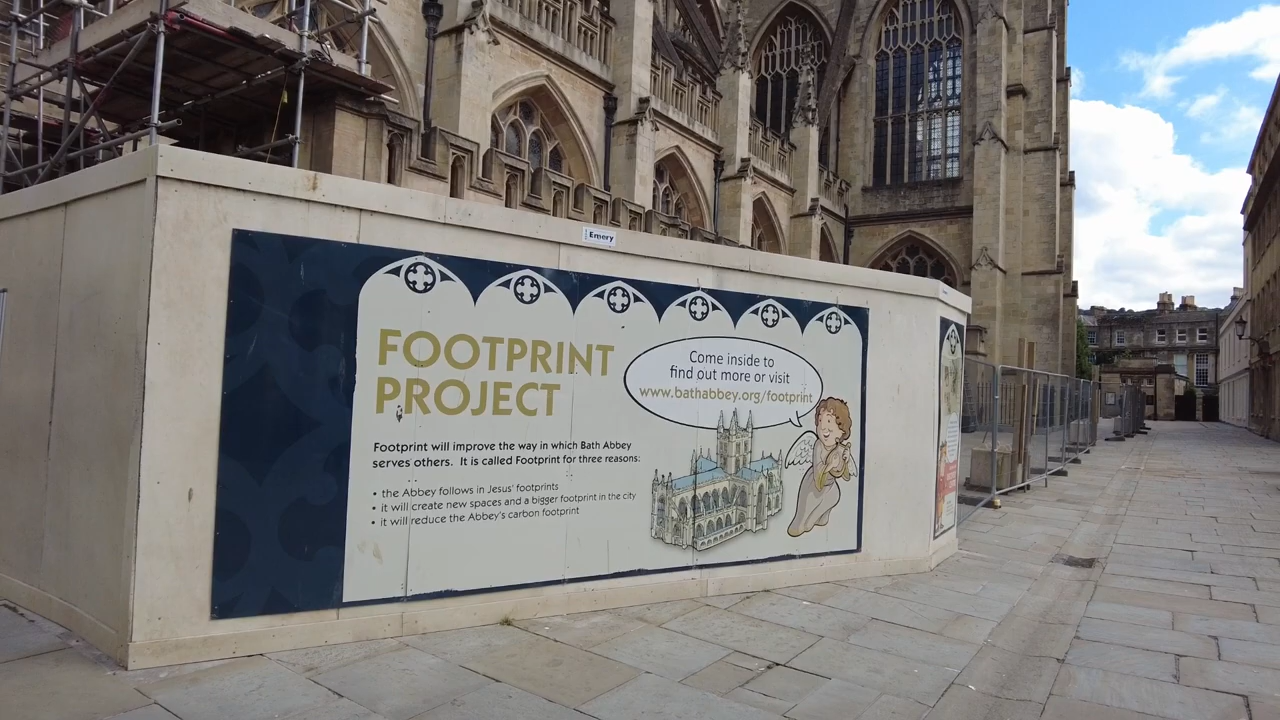 Emery
FOOTPRINT
PROJECT
Come inside to
find out more or visit
www.bathabbey.org/footprint
Footprint will improve the way in which Bath Abbey
serves others. It is called Footprint for three reasons:
• the Abbey follows in Jesus' footprints
• it will create new spaces and a bigger footprint in the city
• it will reduce the Abbey's carbon footprint